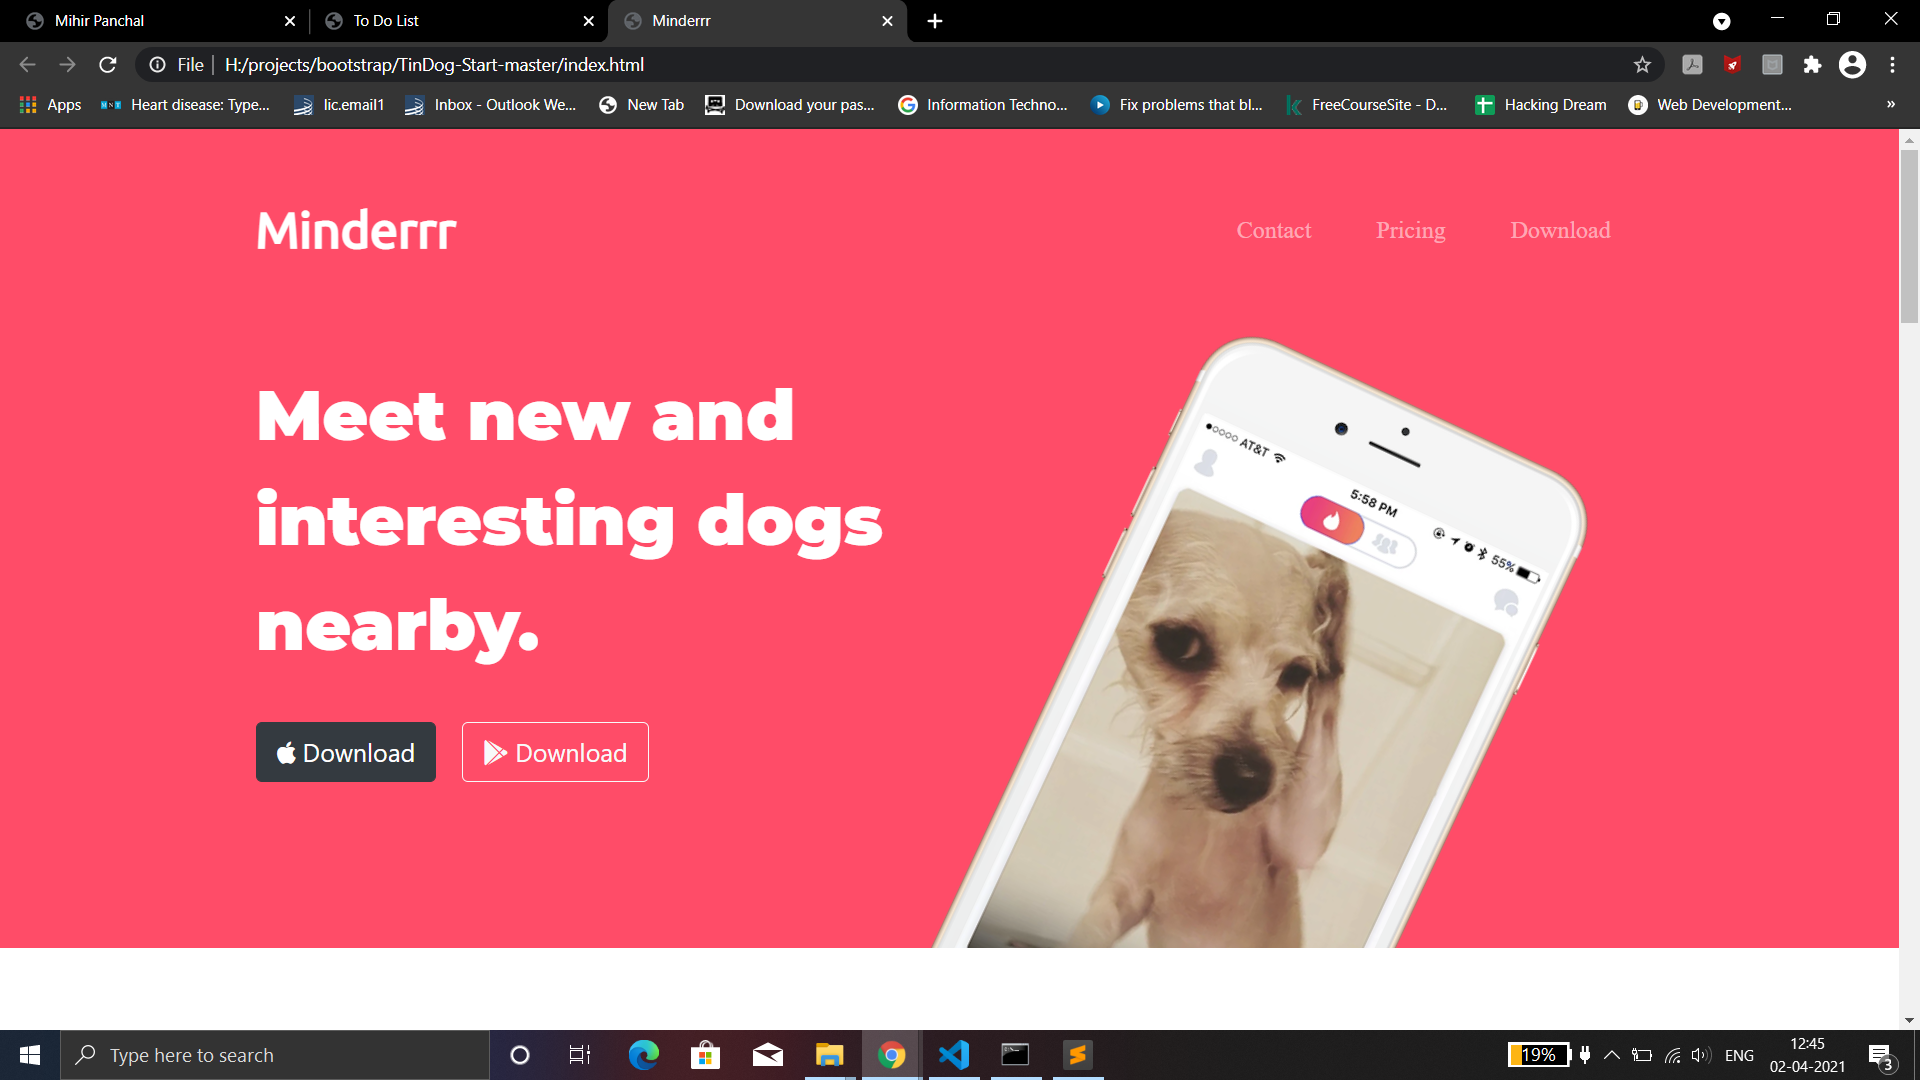 Mihir Panchal
To Do List
Minderrr
File | H:/projects/bootstrap/TinDog-Start-master/index.html
Apps
Heart disease: Type...
lic.email1
Inbox - Outlook We...
New Tab
Download your pas...
Information Techno...
Fix problems that bl...
FreeCourseSite - D...
Hacking Dream
Web Development...
»
Minderrr
Contact
Pricing
Download
Meet new and
interesting dogs
nearby.
Download
Download
AT&T
5:58 PM
55%
Type here to search
19%
ENG
12:45
02-04-2021
3